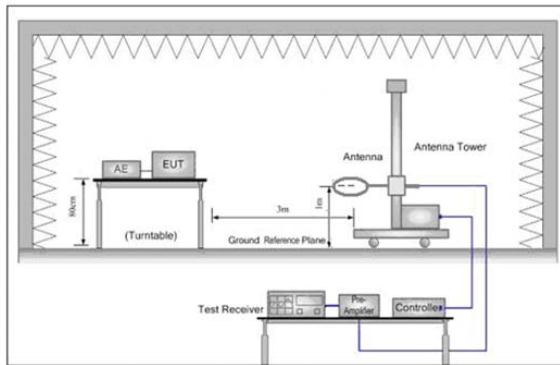 AE
EUT
80cm
(Turntable)
3m
1m
Antenna
Antenna Tower
Ground Reference Plane
Test Receiver
Pre-
Amplifier
Controller